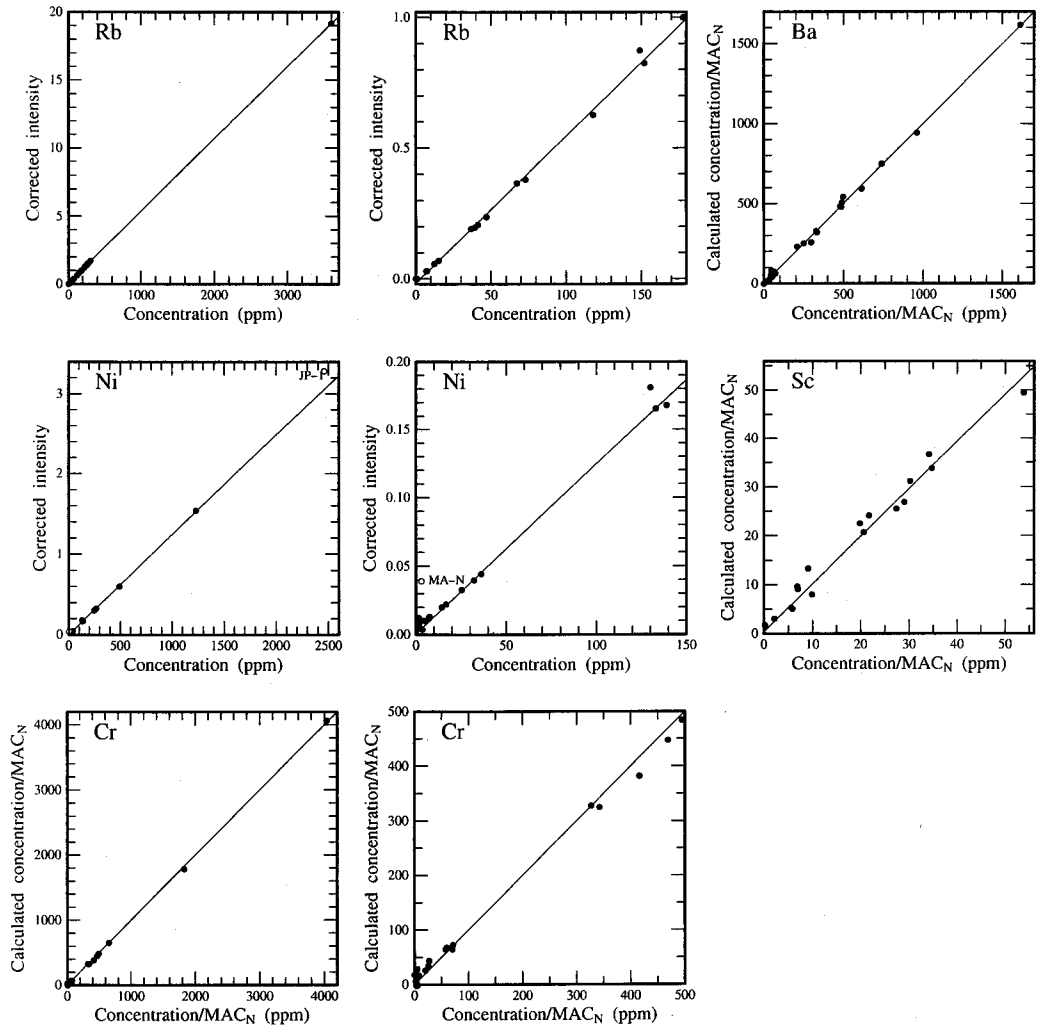 Rb
20
15
10
5
0
0
1000
2000
3000
Corrected intensity
Concentration (ppm)
Rb
1.0
0.5
0.0
0
50
100
150
Corrected intensity
Concentration (ppm)
Ba
1500
1000
500
0
0
500
1000
1500
Calculated concentration/MACN
Concentration/MACN (ppm)
Ni
JP-1
3
2
1
0
0
500
1000
1500
2000
2500
Corrected intensity
Concentration (ppm)
Ni
MA-N
0.20
0.15
0.10
0.05
0.00
0
50
100
150
Corrected intensity
Concentration (ppm)
Sc
50
40
30
20
10
0
0
10
20
30
40
50
Calculated concentration/MACN
Concentration/MACN (ppm)
Cr
4000
3000
2000
1000
0
0
1000
2000
3000
4000
Calculated concentration/MACN
Concentration/MACN (ppm)
Cr
500
400
300
200
100
0
0
100
200
300
400
500
Calculated concentration/MACN
Concentration/MACN (ppm)